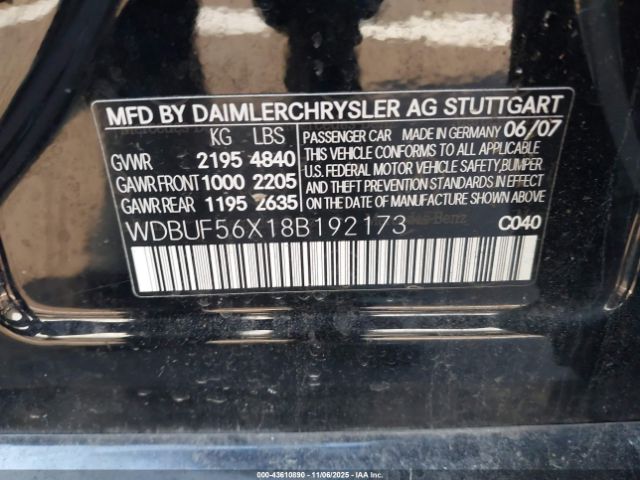 MFD BY DAIMLERCHRYSLER AG STUTTGART
KG LBS
GVWR 2195 4840
GAWR FRONT 1000 2205
GAWR REAR 1195 2635
PASSENGER CAR MADE IN GERMANY 06/07
THIS VEHICLE CONFORMS TO ALL APPLICABLE
U.S. FEDERAL MOTOR VEHICLE SAFETY, BUMPER
AND THEFT PREVENTION STANDARDS IN EFFECT
ON THE DATE OF MANUFACTURE SHOWN ABOVE
WDBUF56X18B192173
C040
000-43610890 - 11/06/2025 - IAAI.COM